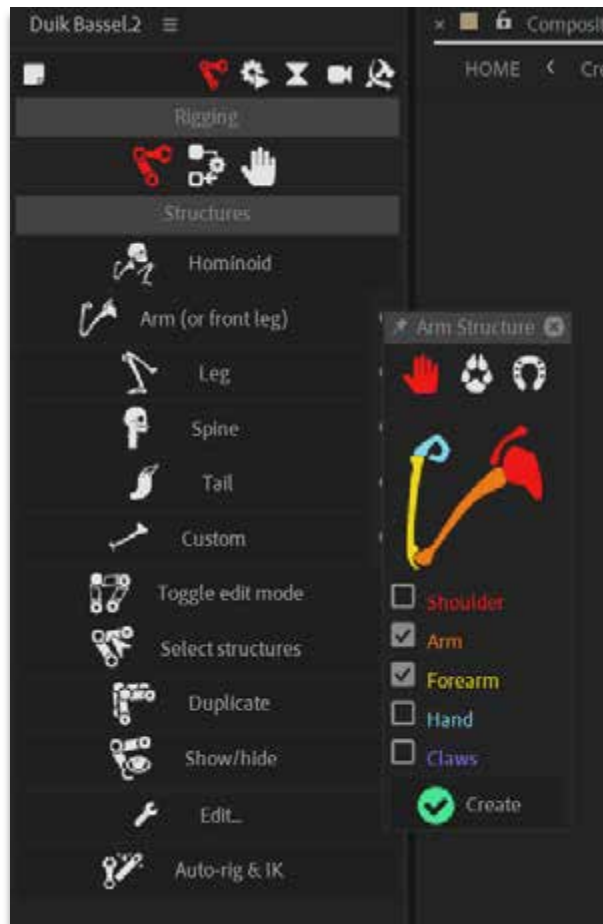 Duik Bassel.2
Composit
HOME < Cre
Rigging
Structures
Hominoid
Arm (or front leg)
Leg
Spine
Tail
Custom
Toggle edit mode
Select structures
Duplicate
Show/hide
Edit...
Auto-rig & IK
Arm Structure
Shoulder
Arm
Forearm
Hand
Claws
Create